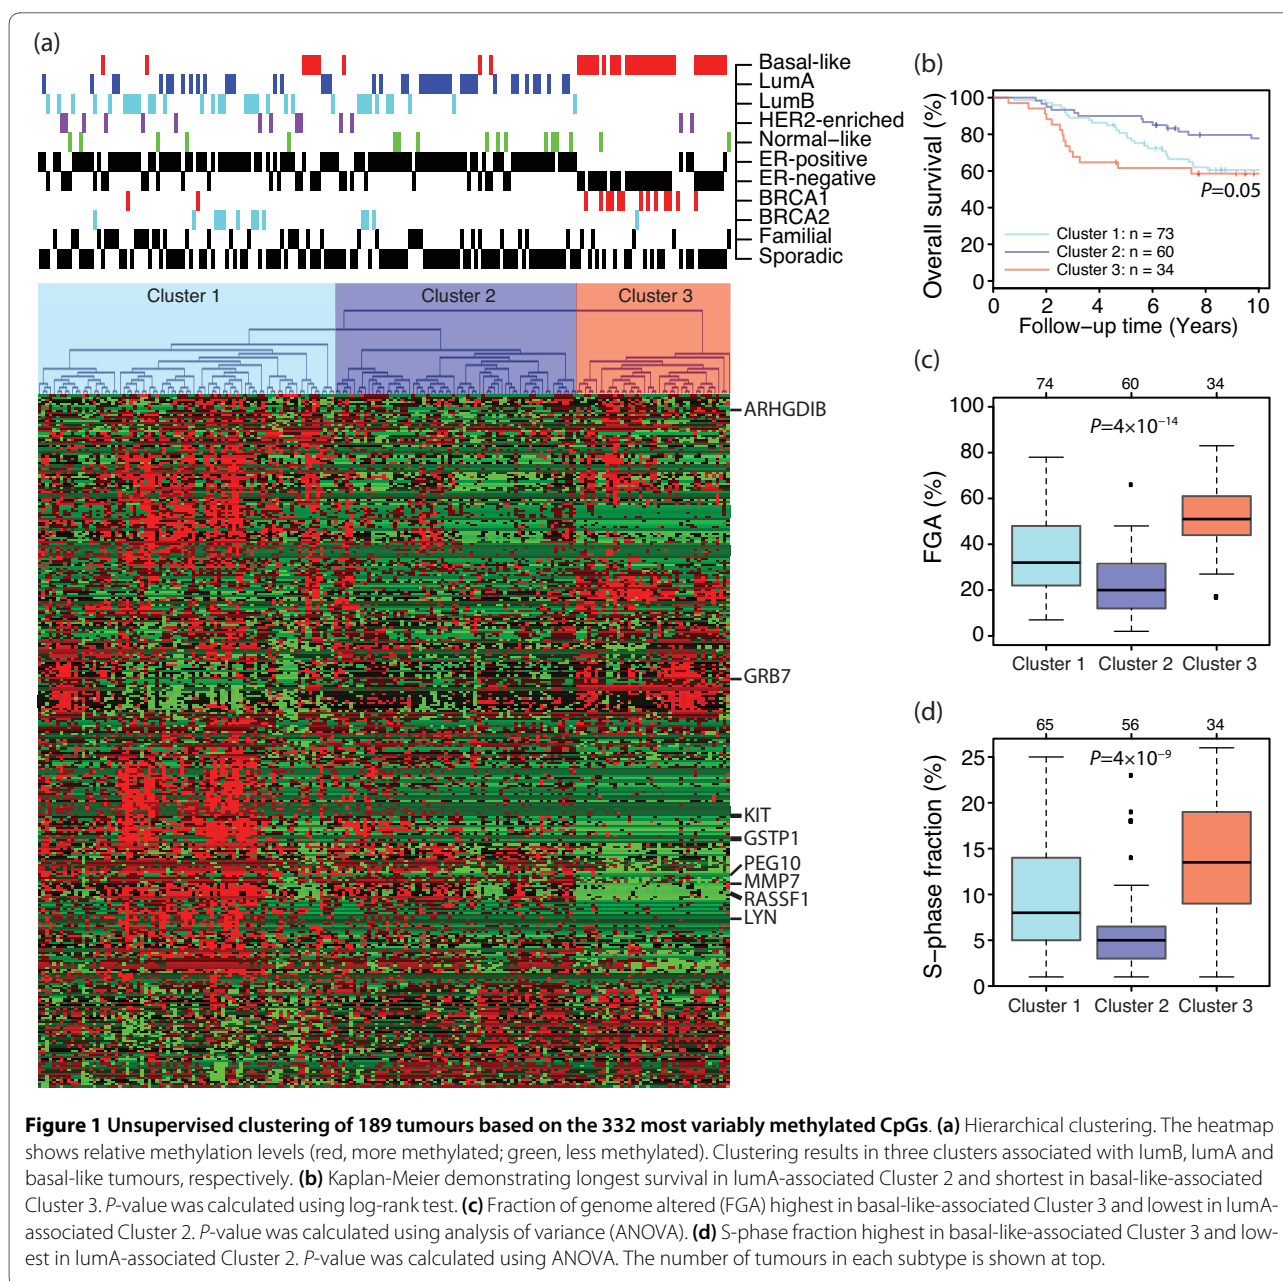 (a)
Basal-like
LumA
LumB
HER2-enriched
Normal-like
ER-positive
ER-negative
BRCA1
BRCA2
Familial
Sporadic
Cluster 1
Cluster 2
Cluster 3
ARHGDIB
GRB7
KIT
GSTP1
PEG10
MMP7
RASSF1
LYN
(b)
Overall survival (%)
100
80
60
40
20
0
P=0.05
Cluster 1: n = 73
Cluster 2: n = 60
Cluster 3: n = 34
0 2 4 6 8 10
Follow-up time (Years)
(c)
74 60 34
FGA (%)
100
80
60
40
20
0
P=4×10⁻¹⁴
Cluster 1 Cluster 2 Cluster 3
(d)
65 56 34
S-phase fraction (%)
25
20
15
10
5
0
P=4×10⁻⁹
Cluster 1 Cluster 2 Cluster 3
Figure 1 Unsupervised clustering of 189 tumours based on the 332 most variably methylated CpGs. (a) Hierarchical clustering. The heatmap
shows relative methylation levels (red, more methylated; green, less methylated). Clustering results in three clusters associated with lumB, lumA and
basal-like tumours, respectively. (b) Kaplan-Meier demonstrating longest survival in lumA-associated Cluster 2 and shortest in basal-like-associated
Cluster 3. P-value was calculated using log-rank test. (c) Fraction of genome altered (FGA) highest in basal-like-associated Cluster 3 and lowest in lumA-
associated Cluster 2. P-value was calculated using analysis of variance (ANOVA). (d) S-phase fraction highest in basal-like-associated Cluster 3 and low-
est in lumA-associated Cluster 2. P-value was calculated using ANOVA. The number of tumours in each subtype is shown at top.